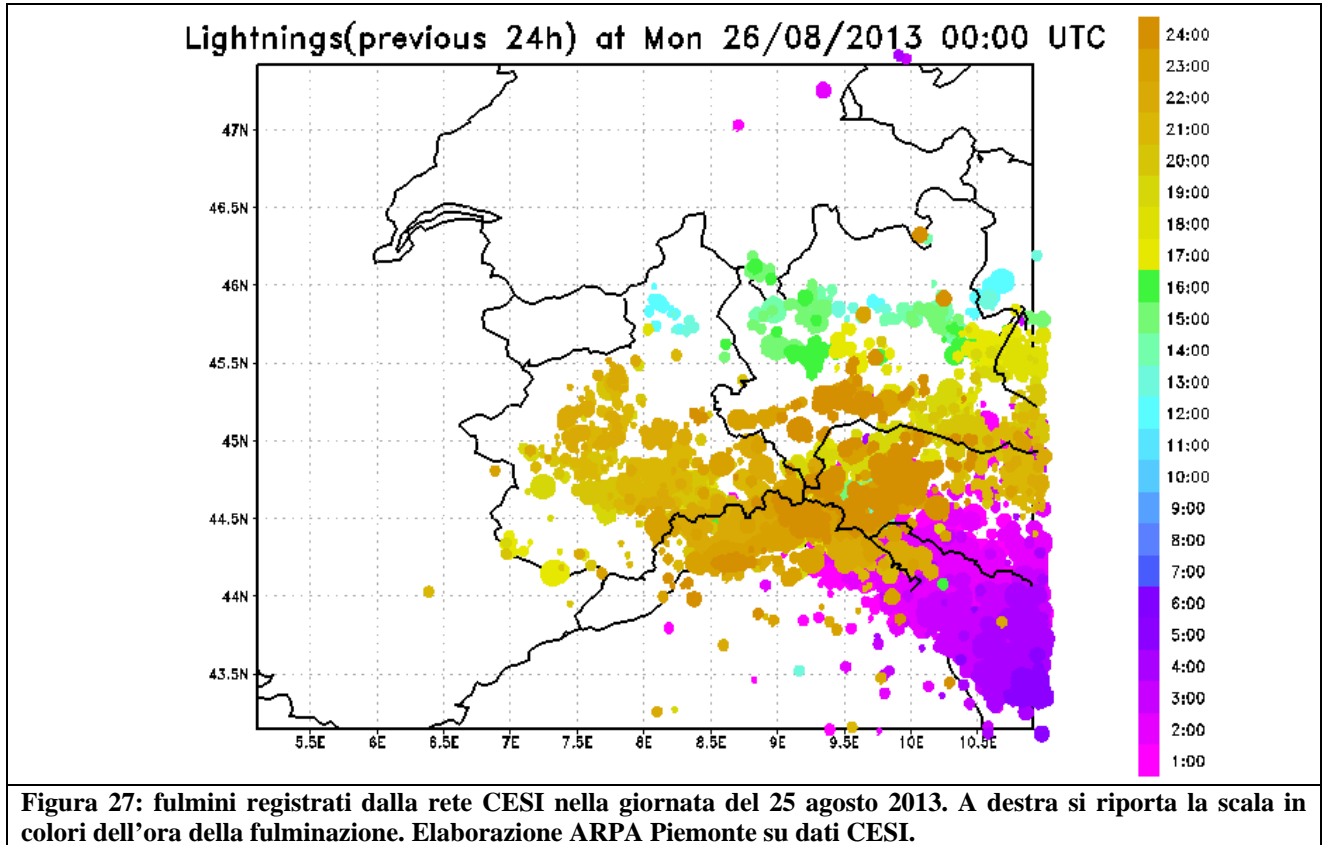 Lightnings(previous 24h) at Mon 26/08/2013 00:00 UTC
24:00
23:00
22:00
21:00
20:00
19:00
18:00
17:00
16:00
15:00
14:00
13:00
12:00
11:00
10:00
9:00
8:00
7:00
6:00
5:00
4:00
3:00
2:00
1:00
47N
46.5N
46N
45.5N
45N
44.5N
44N
43.5N
5.5E
6E
6.5E
7E
7.5E
8E
8.5E
9E
9.5E
10E
10.5E
Figura 27: fulmini registrati dalla rete CESI nella giornata del 25 agosto 2013. A destra si riporta la scala in
colori dell'ora della fulminazione. Elaborazione ARPA Piemonte su dati CESI.